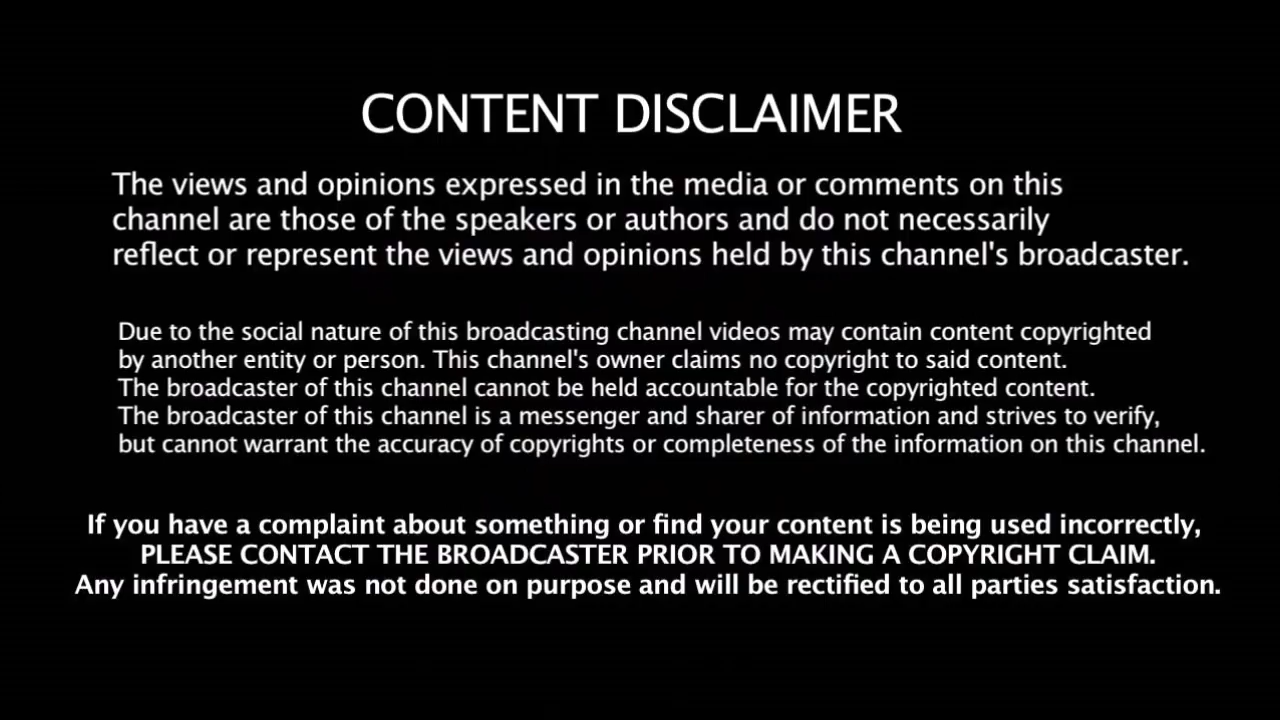 CONTENT DISCLAIMER
The views and opinions expressed in the media or comments on this
channel are those of the speakers or authors and do not necessarily
reflect or represent the views and opinions held by this channel's broadcaster.
Due to the social nature of this broadcasting channel videos may contain content copyrighted
by another entity or person. This channel's owner claims no copyright to said content.
The broadcaster of this channel cannot be held accountable for the copyrighted content.
The broadcaster of this channel is a messenger and sharer of information and strives to verify,
but cannot warrant the accuracy of copyrights or completeness of the information on this channel.
If you have a complaint about something or find your content is being used incorrectly,
PLEASE CONTACT THE BROADCASTER PRIOR TO MAKING A COPYRIGHT CLAIM.
Any infringement was not done on purpose and will be rectified to all parties satisfaction.